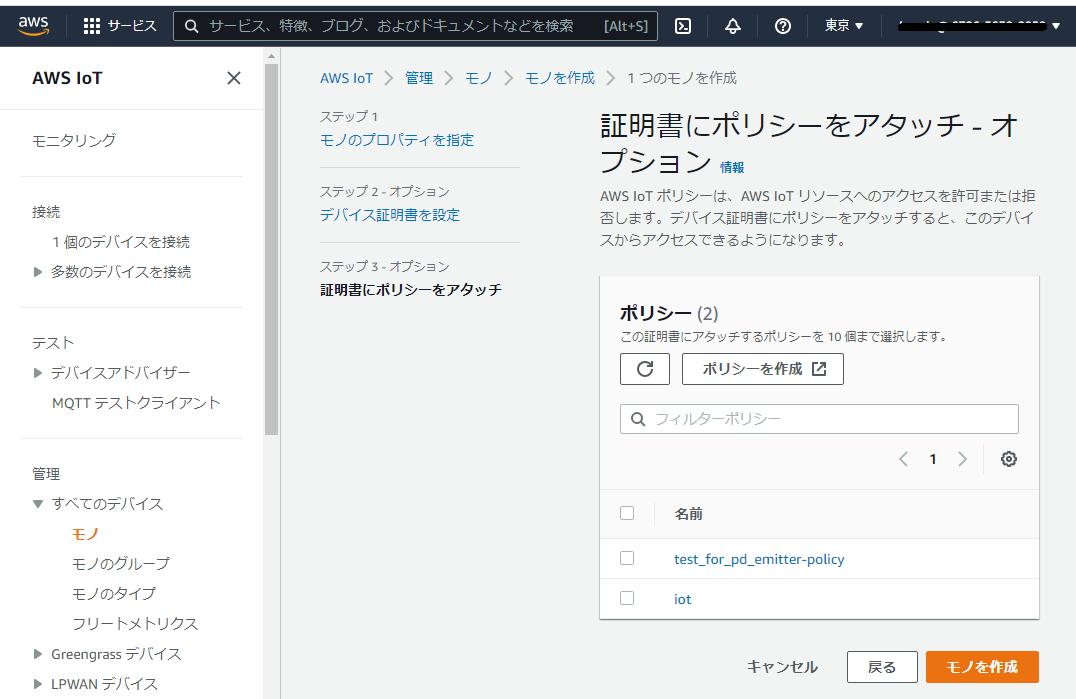 aws
サービス
サービス、特徴、ブログ、およびドキュメントなどを検索 [Alt+S]
東京
AWS IoT
モニタリング
接続
1 個のデバイスを接続
多数のデバイスを接続
テスト
デバイスアドバイザー
MQTT テストクライアント
管理
すべてのデバイス
モノ
モノのグループ
モノのタイプ
フリートメトリクス
Greengrass デバイス
LPWAN デバイス
AWS IoT 管理 モノ モノを作成 1 つのモノを作成
ステップ 1
モノのプロパティを指定
ステップ 2 - オプション
デバイス証明書を設定
ステップ 3 - オプション
証明書にポリシーをアタッチ
証明書にポリシーをアタッチ - オ
プション 情報
AWS IoT ポリシーは、AWS IoT リソースへのアクセスを許可または拒
否します。デバイス証明書にポリシーをアタッチすると、このデバイ
スからアクセスできるようになります。
ポリシー (2)
この証明書にアタッチするポリシーを 10 個まで選択します。
ポリシーを作成
フィルターポリシー
1
名前
test_for_pd_emitter-policy
iot
キャンセル 戻る モノを作成